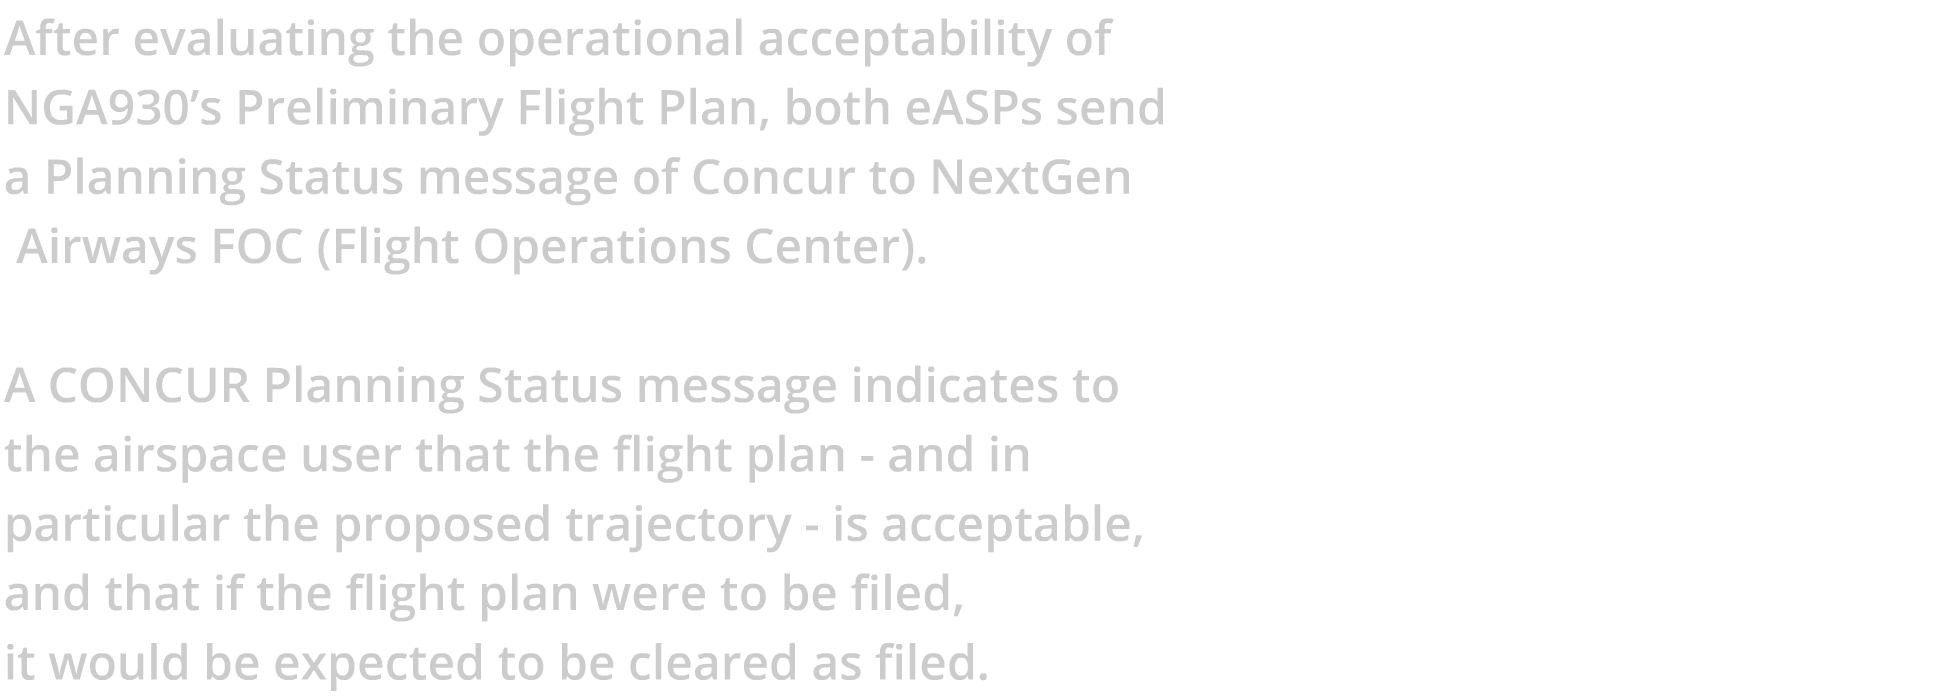 After evaluating the operational acceptability of
NGA930’s Preliminary Flight Plan, both eASPs send
a Planning Status message of Concur to NextGen
Airways FOC (Flight Operations Center).
A CONCUR Planning Status message indicates to
the airspace user that the flight plan - and in
particular the proposed trajectory - is acceptable,
and that if the flight plan were to be filed,
it would be expected to be cleared as filed.